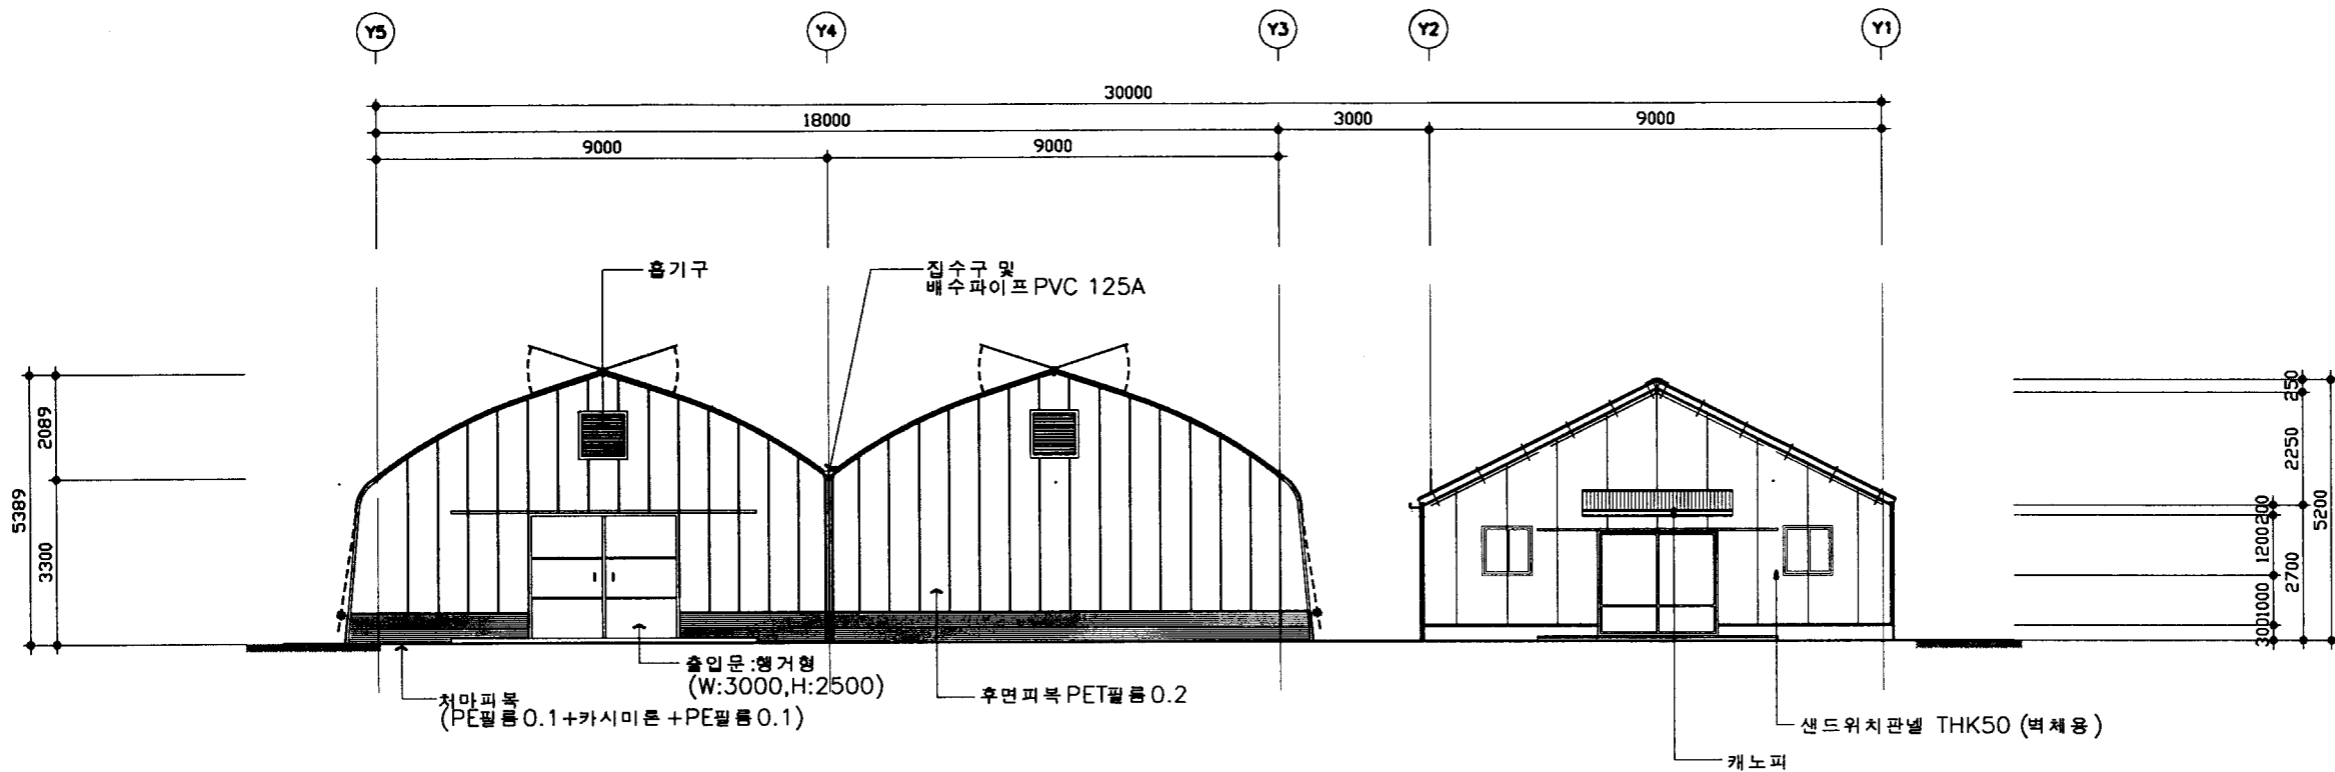 Y5 Y4 Y3 Y2 Y1
30000
18000 3000 9000
9000 9000
흡기구
집수구 및
배수파이프 PVC 125A
2089
5389
3300
250
2250
200
1200
5200
2700
1000
300
출입문:행거형
(W:3000,H:2500)
처마피복
(PE필름0.1+카시미론+PE필름0.1)
후면피복 PET필름0.2
샌드위치판넬 THK50 (벽체용)
캐노피